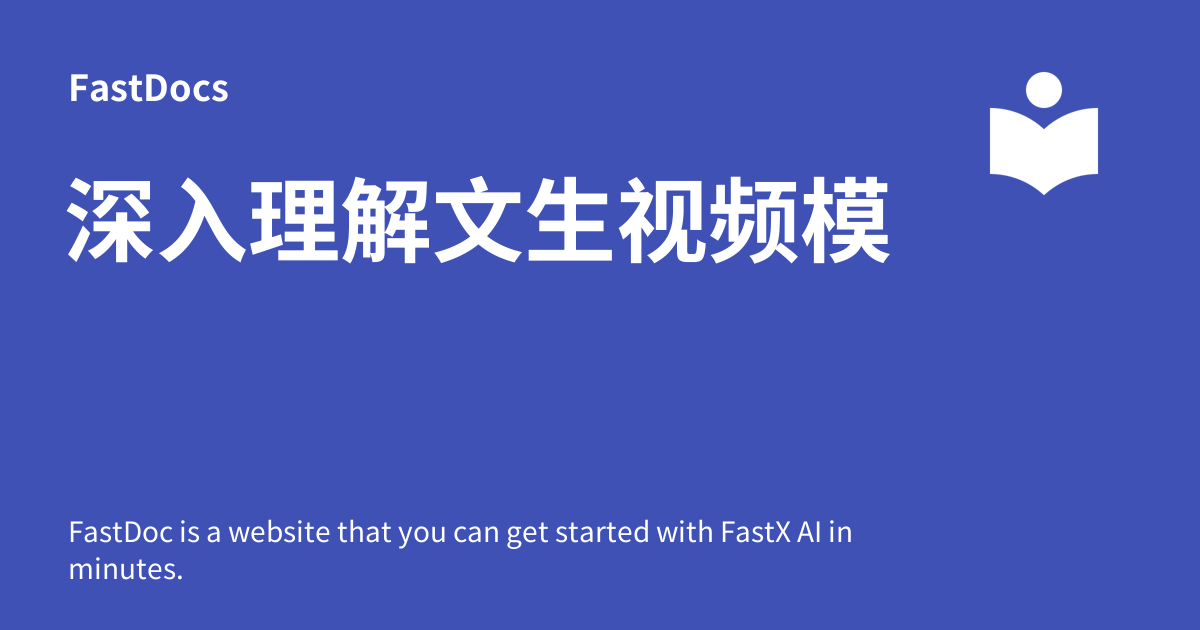 FastDocs
深入理解文生视频模
FastDoc is a website that you can get started with FastX AI in
minutes.